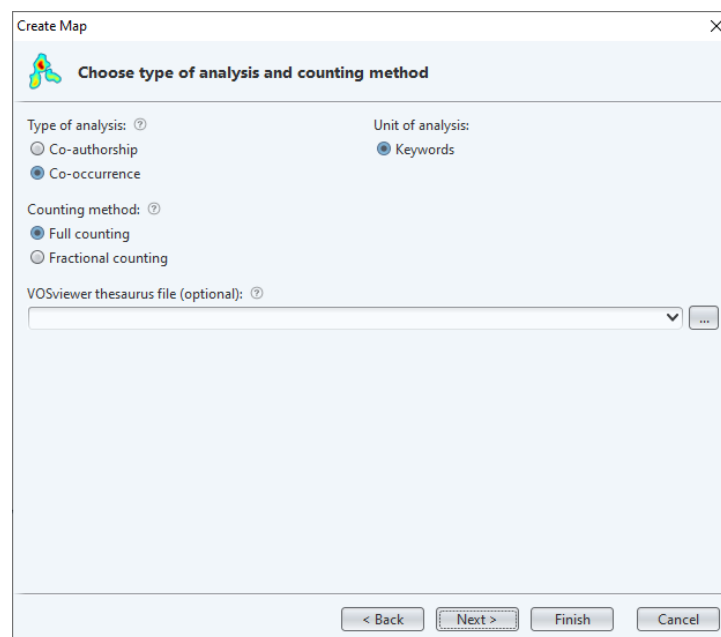 Create Map
Choose type of analysis and counting method
Type of analysis:
Unit of analysis:
Co-authorship
Keywords
Co-occurrence
Counting method:
Full counting
Fractional counting
VOSviewer thesaurus file (optional):
...
< Back
Next >
Finish
Cancel